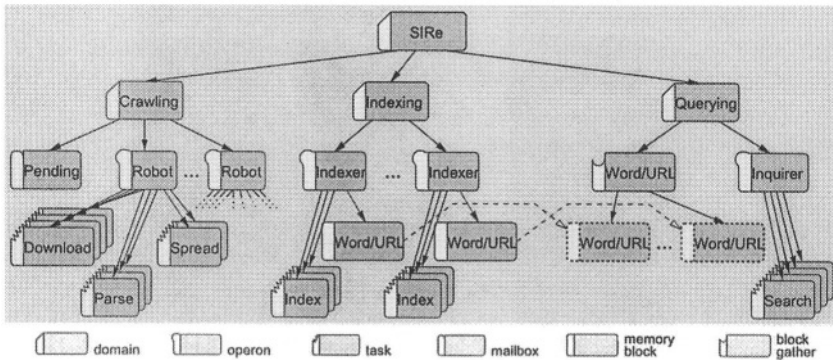 SIRe
Crawling Indexing Querying
Pending Robot ... Robot Indexer ... Indexer Word/URL Inquirer
Download Spread Word/URL Word/URL Word/URL ... Word/URL
Parse Index Index Search
domain operon task mailbox memory block block gather